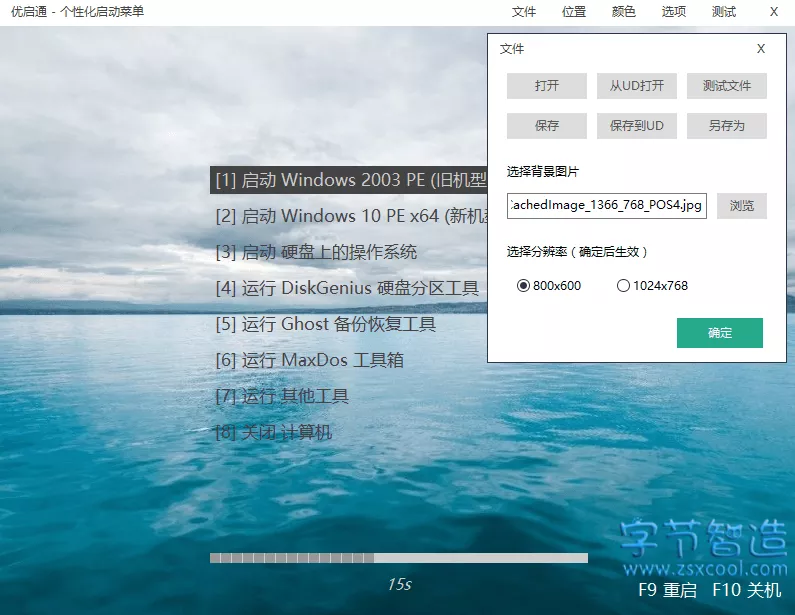 优启通 - 个性化启动菜单
文件 位置 颜色 选项 测试 X
文件 X
打开 从UD打开 测试文件
保存 保存到UD 另存为
选择背景图片
achedImage_1366_768_POS4.jpg 浏览
选择分辨率（确定后生效）
800x600 1024x768
确定
[1] 启动 Windows 2003 PE (旧机型
[2] 启动 Windows 10 PE x64 (新机
[3] 启动 硬盘上的操作系统
[4] 运行 DiskGenius 硬盘分区工具
[5] 运行 Ghost 备份恢复工具
[6] 运行 MaxDos 工具箱
[7] 运行 其他工具
[8] 关闭 计算机
15s
字节智造
www.zsxcool.com
F9 重启 F10 关机